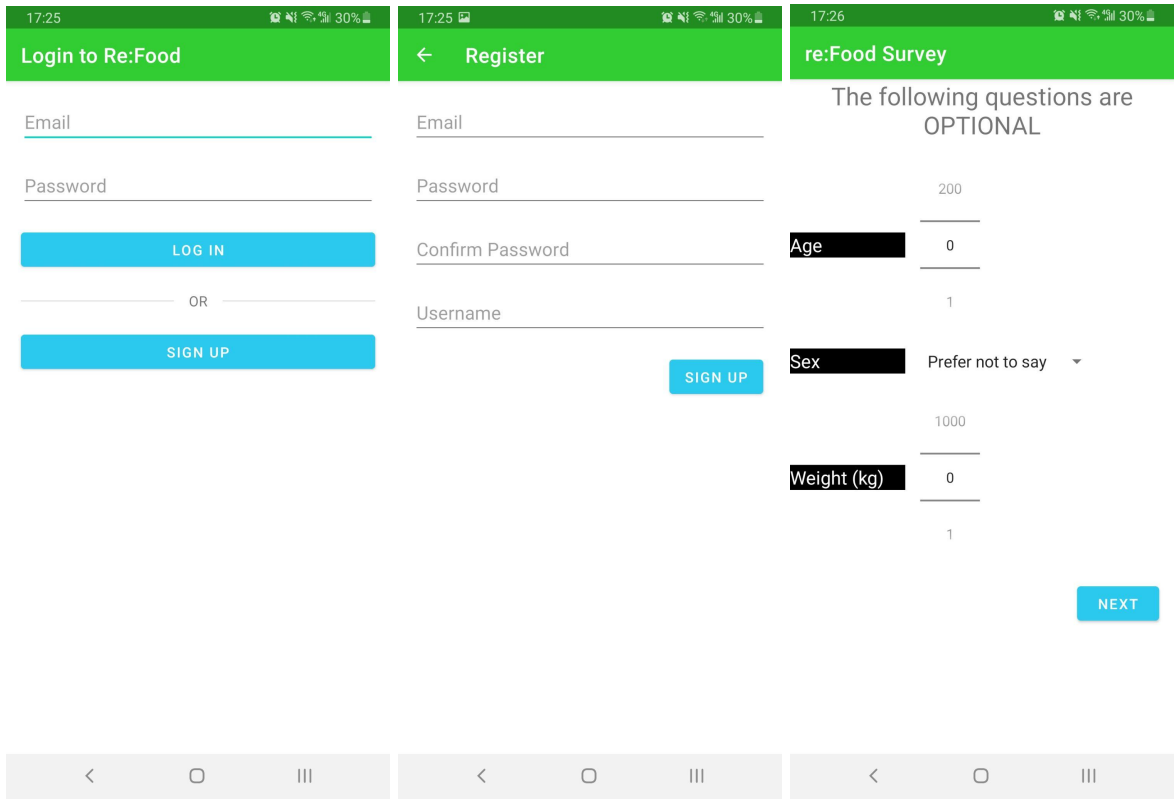 17:25
30%
Login to Re:Food
Email
Password
LOG IN
OR
SIGN UP
17:25
30%
Register
Email
Password
Confirm Password
Username
SIGN UP
17:26
30%
re:Food Survey
The following questions are
OPTIONAL
200
Age
0
1
Sex
Prefer not to say
1000
Weight (kg)
0
1
NEXT